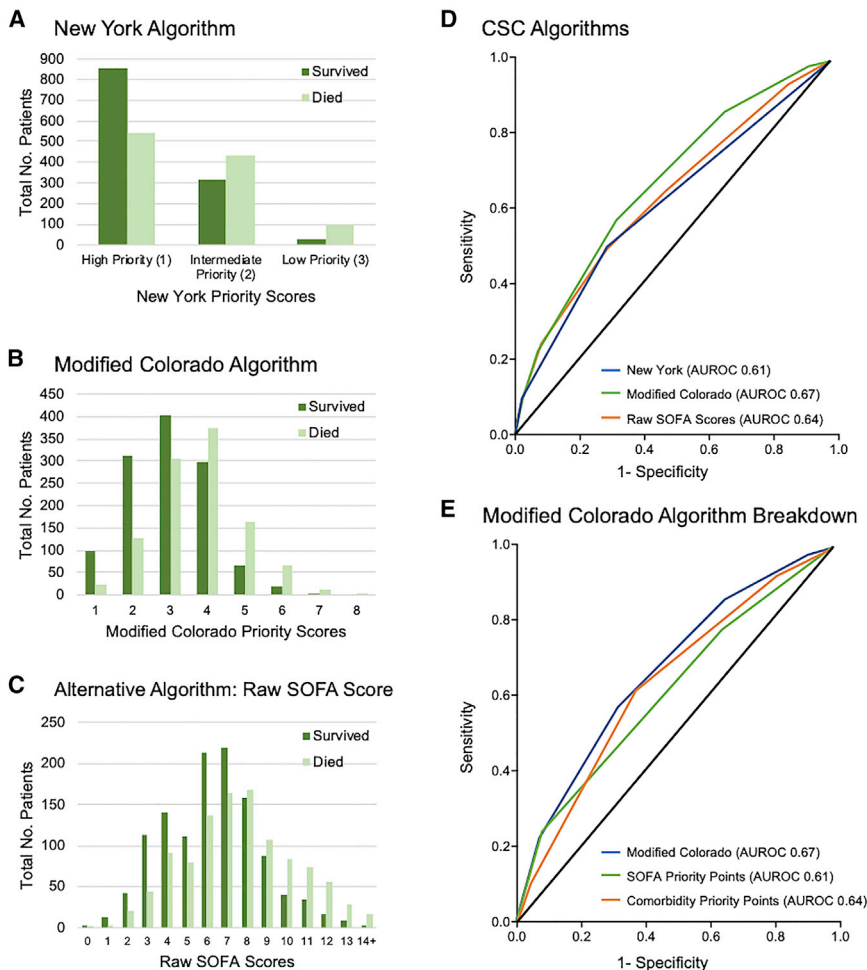 A
New York Algorithm
Survived
Died
Total No. Patients
900
800
700
600
500
400
300
200
100
0
High Priority (1)
Intermediate
Priority (2)
Low Priority (3)
New York Priority Scores
B
Modified Colorado Algorithm
Survived
Died
Total No. Patients
450
400
350
300
250
200
150
100
50
0
1 2 3 4 5 6 7 8
Modified Colorado Priority Scores
C
Alternative Algorithm: Raw SOFA Score
Survived
Died
Total No. Patients
250
200
150
100
50
0
0 1 2 3 4 5 6 7 8 9 10 11 12 13 14+
Raw SOFA Scores
D
CSC Algorithms
Sensitivity
1.0
0.8
0.6
0.4
0.2
0.0
New York (AUROC 0.61)
Modified Colorado (AUROC 0.67)
Raw SOFA Scores (AUROC 0.64)
0.0 0.2 0.4 0.6 0.8 1.0
1- Specificity
E
Modified Colorado Algorithm Breakdown
Sensitivity
1.0
0.8
0.6
0.4
0.2
0.0
Modified Colorado (AUROC 0.67)
SOFA Priority Points (AUROC 0.61)
Comorbidity Priority Points (AUROC 0.64)
0.0 0.2 0.4 0.6 0.8 1.0
1- Specificity